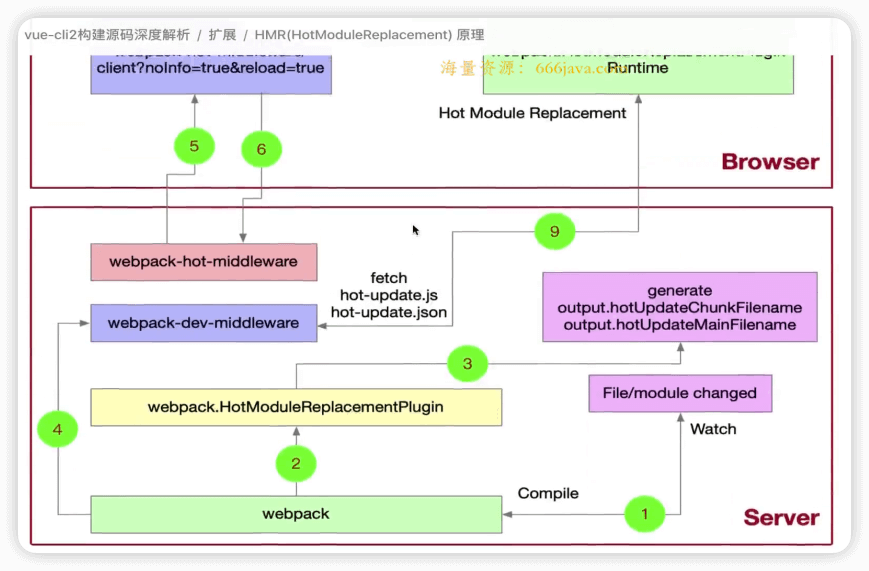 vue-cli2构建源码深度解析 / 扩展 / HMR(HotModuleReplacement) 原理
client?noInfo=true&reload=true
海量资源：666java.com
Runtime
Hot Module Replacement
5
6
Browser
9
webpack-hot-middleware
fetch
hot-update.js
hot-update.json
generate
output.hotUpdateChunkFilename
output.hotUpdateMainFilename
webpack-dev-middleware
3
File/module changed
webpack.HotModuleReplacementPlugin
4
Watch
2
Compile
webpack
1
Server